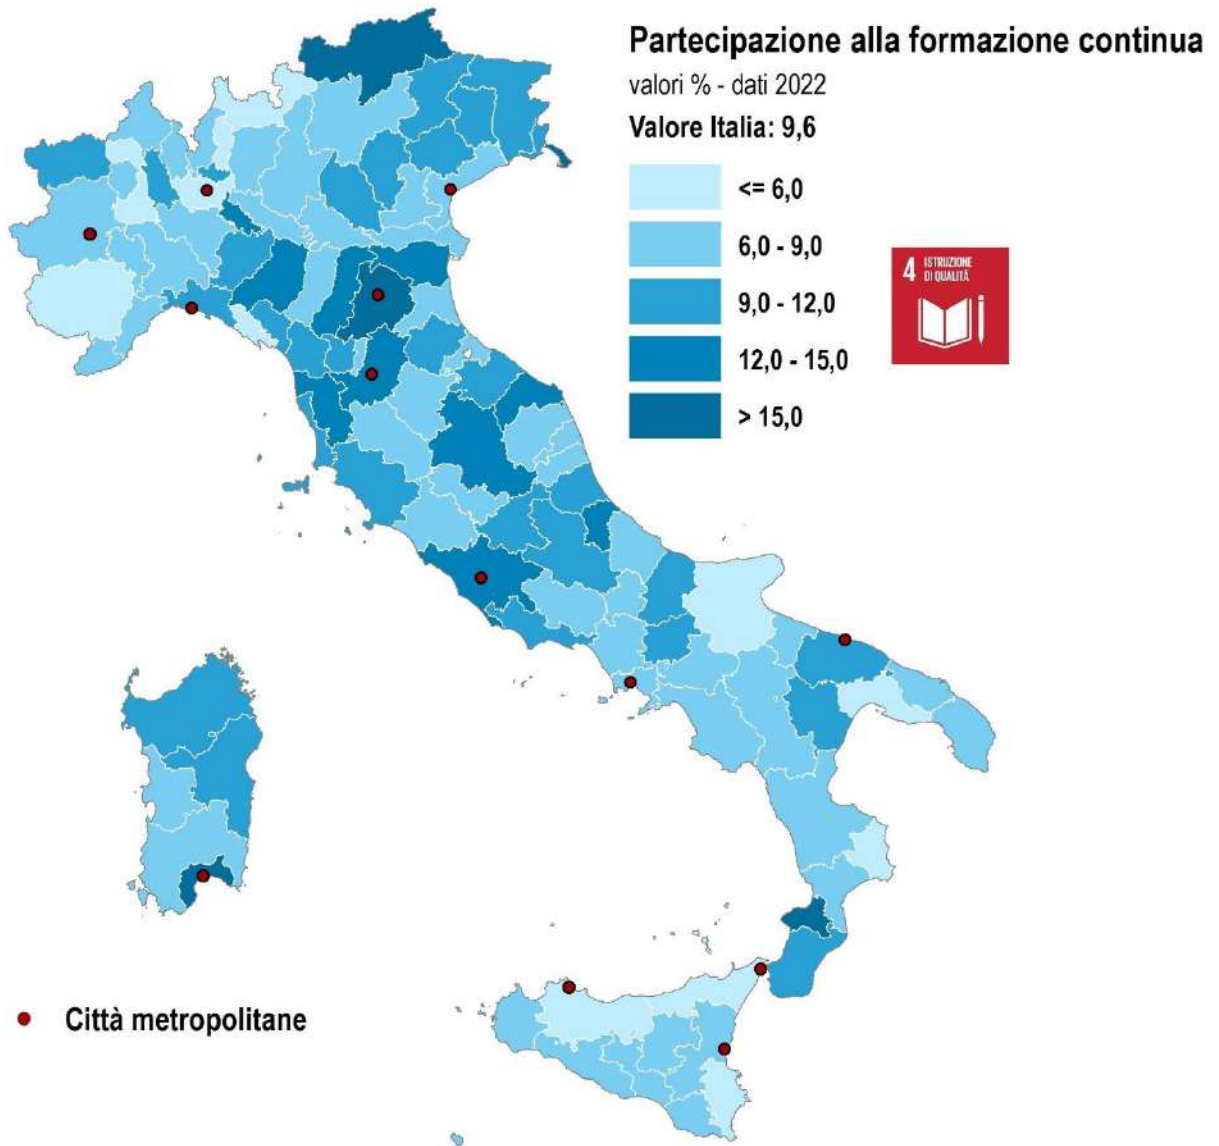 Partecipazione alla formazione continua
valori % - dati 2022
Valore Italia: 9,6
<= 6,0
6,0 - 9,0
9,0 - 12,0
12,0 - 15,0
> 15,0
4 ISTRUZIONE
DI QUALITÀ
Città metropolitane